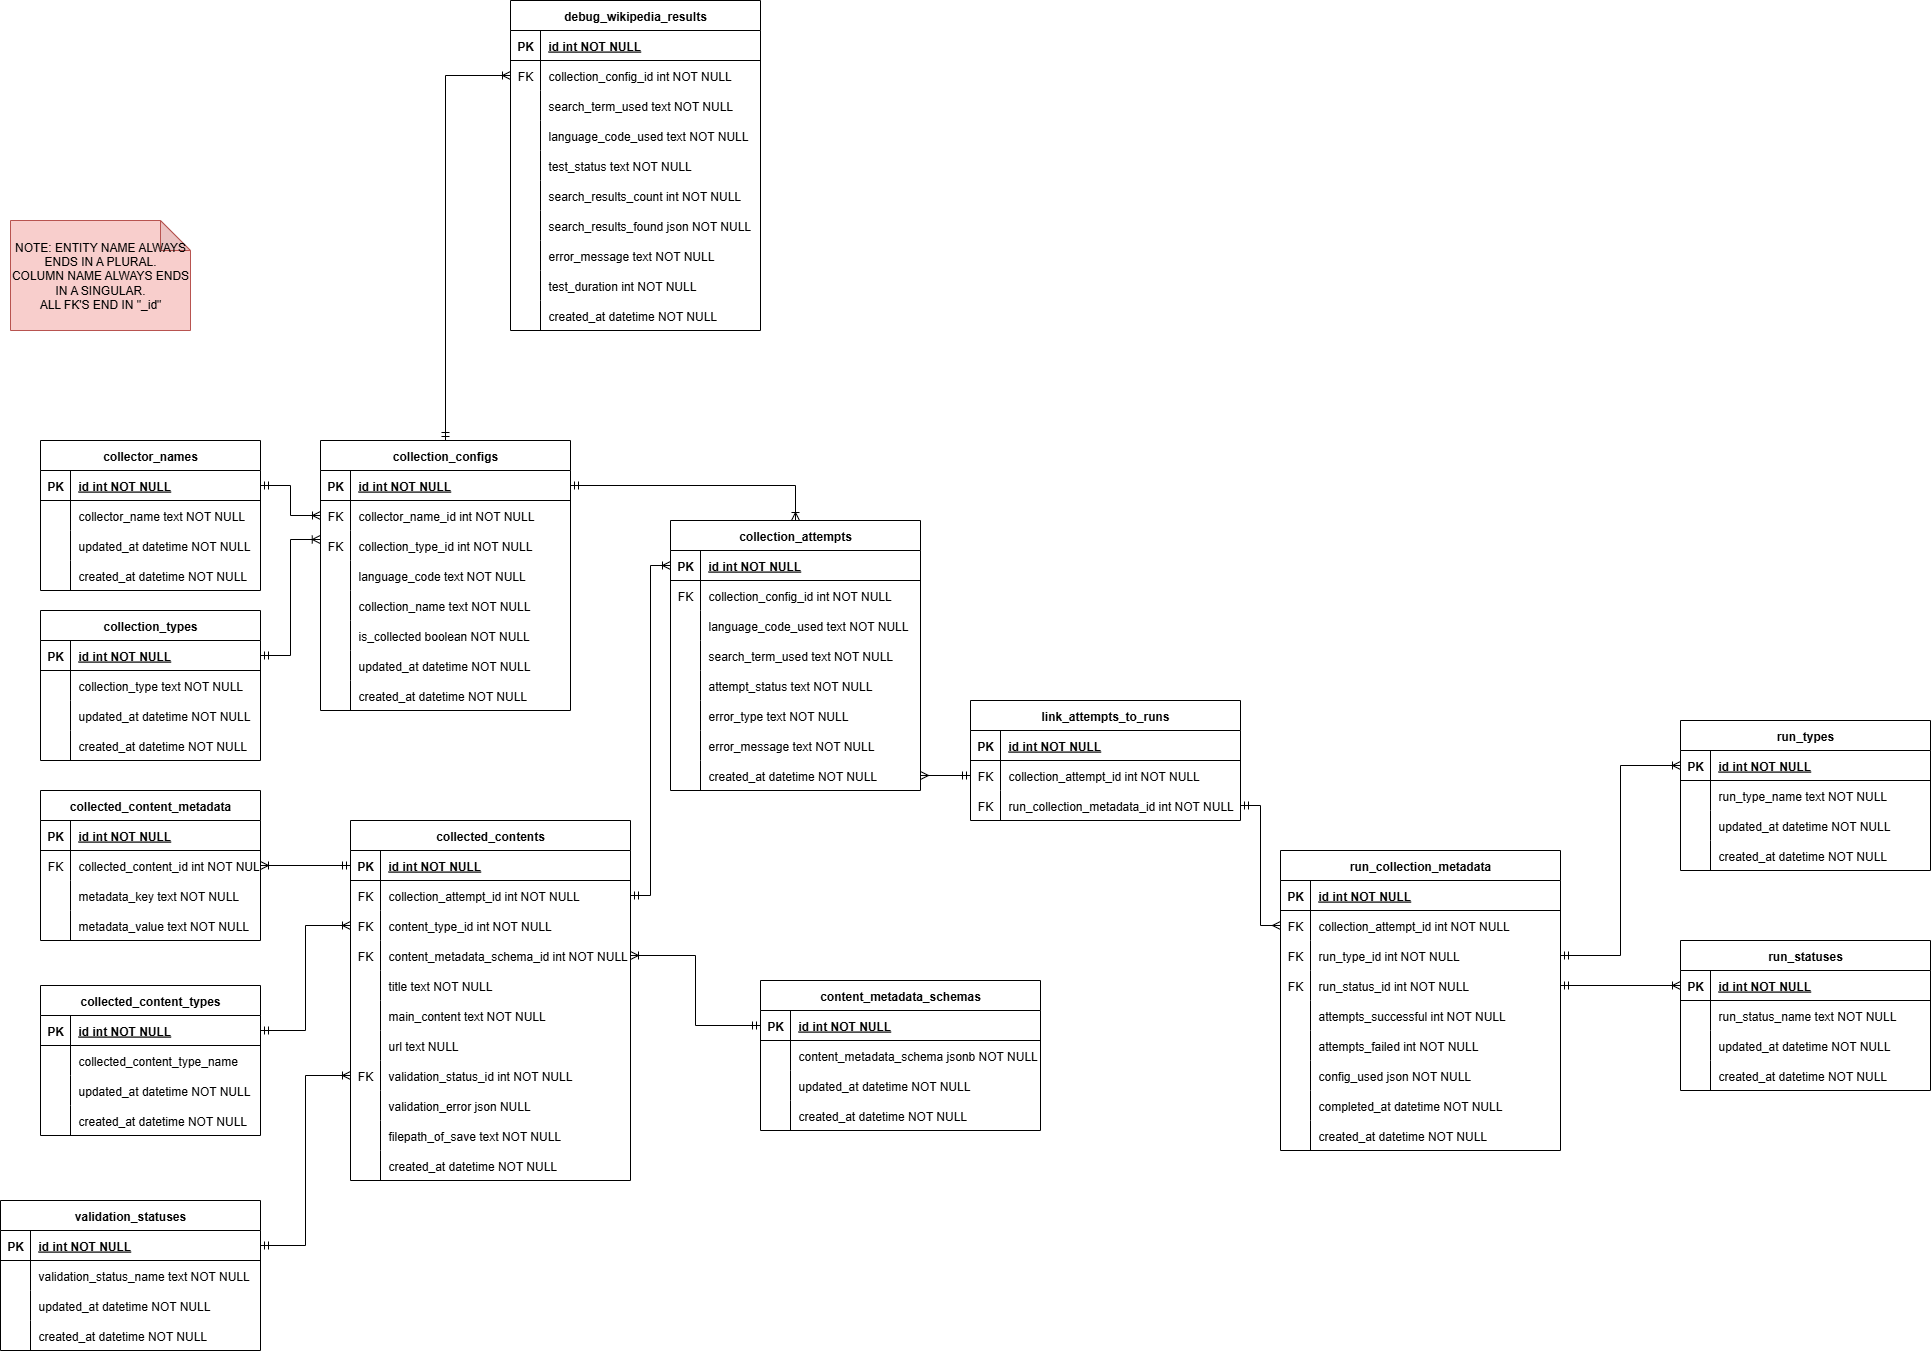 debug_wikipedia_results
PK id int NOT NULL
FK collection_config_id int NOT NULL
search_term_used text NOT NULL
language_code_used text NOT NULL
test_status text NOT NULL
search_results_count int NOT NULL
search_results_found json NOT NULL
error_message text NOT NULL
test_duration int NOT NULL
created_at datetime NOT NULL
NOTE: ENTITY NAME ALWAYS
ENDS IN A PLURAL.
COLUMN NAME ALWAYS ENDS
IN A SINGULAR.
ALL FK'S END IN "_id"
collector_names
PK id int NOT NULL
collector_name text NOT NULL
updated_at datetime NOT NULL
created_at datetime NOT NULL
collection_configs
PK id int NOT NULL
FK collector_name_id int NOT NULL
FK collection_type_id int NOT NULL
language_code text NOT NULL
collection_name text NOT NULL
is_collected boolean NOT NULL
updated_at datetime NOT NULL
created_at datetime NOT NULL
collection_types
PK id int NOT NULL
collection_type text NOT NULL
updated_at datetime NOT NULL
created_at datetime NOT NULL
collection_attempts
PK id int NOT NULL
FK collection_config_id int NOT NULL
language_code_used text NOT NULL
search_term_used text NOT NULL
attempt_status text NOT NULL
error_type text NOT NULL
error_message text NOT NULL
created_at datetime NOT NULL
link_attempts_to_runs
PK id int NOT NULL
FK collection_attempt_id int NOT NULL
FK run_collection_metadata_id int NOT NULL
run_types
PK id int NOT NULL
run_type_name text NOT NULL
updated_at datetime NOT NULL
created_at datetime NOT NULL
collected_content_metadata
PK id int NOT NULL
FK collected_content_id int NOT NUL
metadata_key text NOT NULL
metadata_value text NOT NULL
collected_contents
PK id int NOT NULL
FK collection_attempt_id int NOT NULL
FK content_type_id int NOT NULL
FK content_metadata_schema_id int NOT NULL
title text NOT NULL
main_content text NOT NULL
url text NULL
FK validation_status_id int NOT NULL
validation_error json NULL
filepath_of_save text NOT NULL
created_at datetime NOT NULL
run_collection_metadata
PK id int NOT NULL
FK collection_attempt_id int NOT NULL
FK run_type_id int NOT NULL
FK run_status_id int NOT NULL
attempts_successful int NOT NULL
attempts_failed int NOT NULL
config_used json NOT NULL
completed_at datetime NOT NULL
created_at datetime NOT NULL
run_statuses
PK id int NOT NULL
run_status_name text NOT NULL
updated_at datetime NOT NULL
created_at datetime NOT NULL
collected_content_types
PK id int NOT NULL
collected_content_type_name
updated_at datetime NOT NULL
created_at datetime NOT NULL
content_metadata_schemas
PK id int NOT NULL
content_metadata_schema jsonb NOT NULL
updated_at datetime NOT NULL
created_at datetime NOT NULL
validation_statuses
PK id int NOT NULL
validation_status_name text NOT NULL
updated_at datetime NOT NULL
created_at datetime NOT NULL